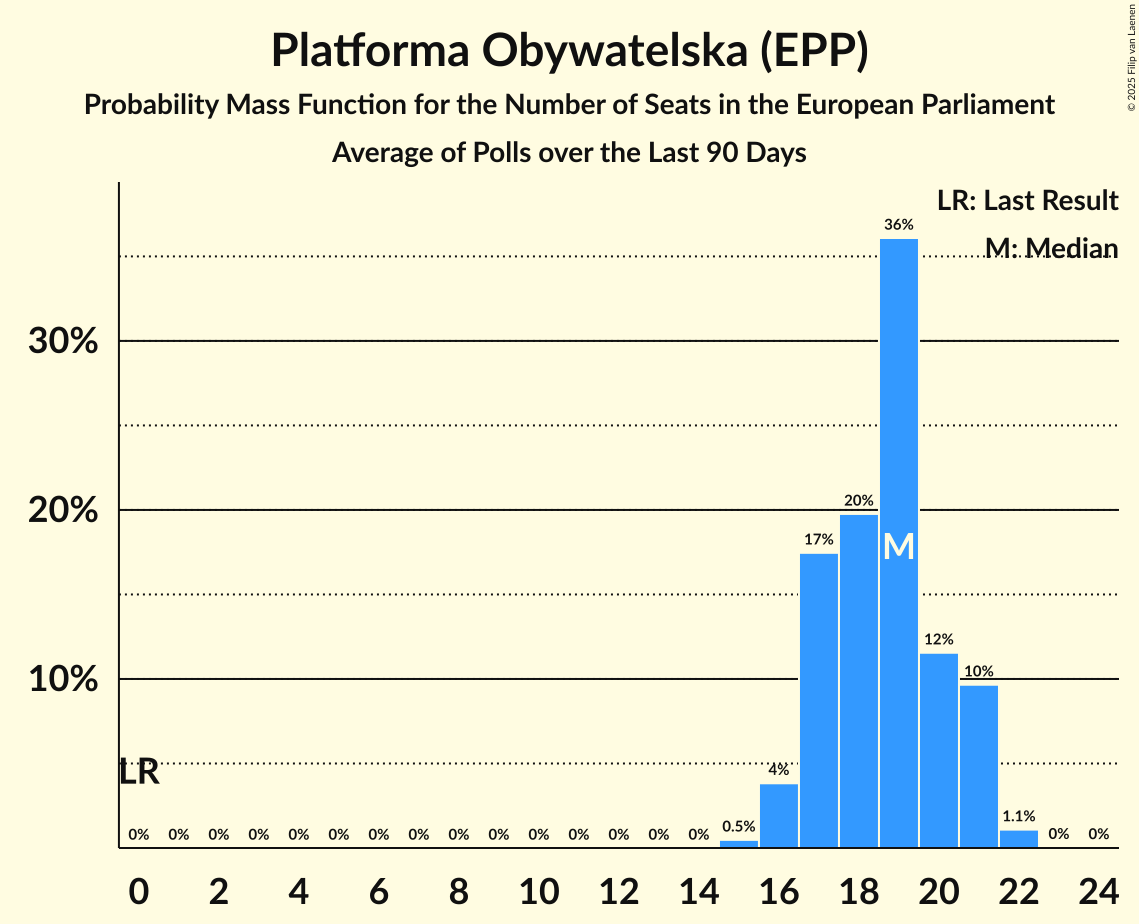 Platforma Obywatelska (EPP)
Probability Mass Function for the Number of Seats in the European Parliament
Average of Polls over the Last 90 Days
© 2025 Filip van Laenen
LR: Last Result
M: Median
36%
30%
20%
20%
17%
M
12%
10%
10%
LR
4%
0% 0% 0% 0% 0% 0% 0% 0% 0% 0% 0% 0% 0% 0% 0% 0.5% 1.1% 0% 0%
0 2 4 6 8 10 12 14 16 18 20 22 24